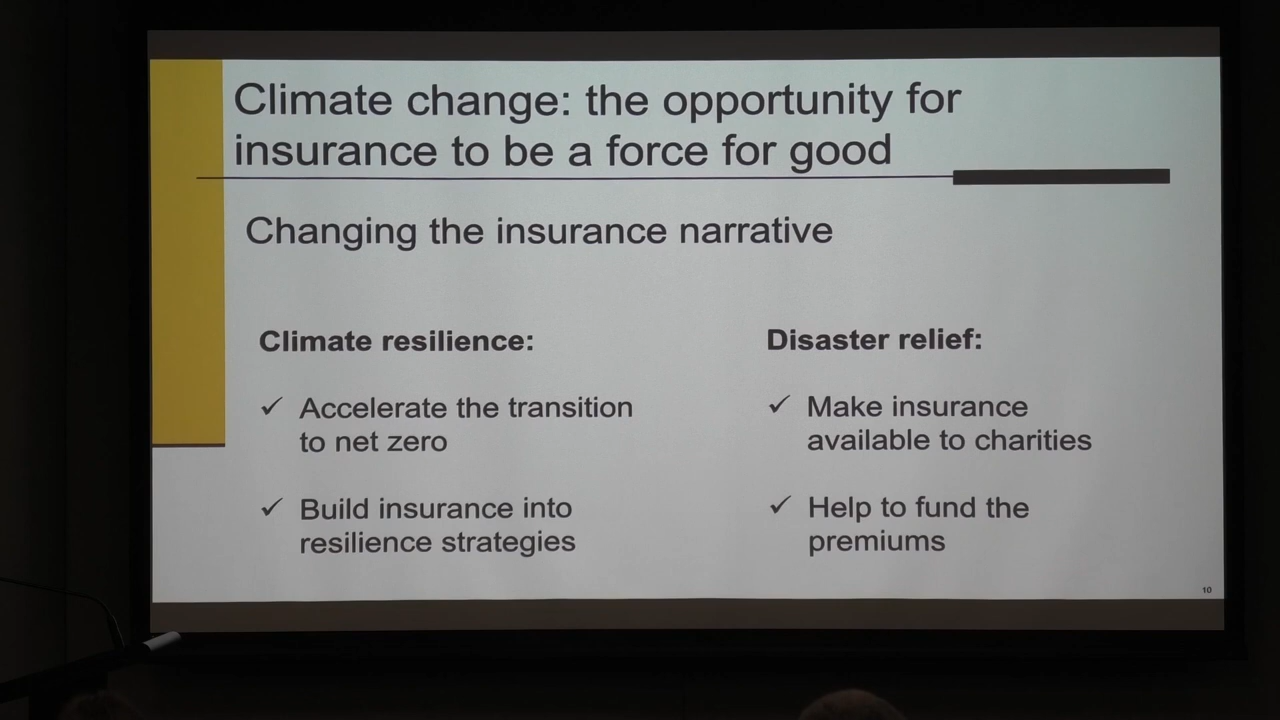 Climate change: the opportunity for
insurance to be a force for good
Changing the insurance narrative
Climate resilience:
✓ Accelerate the transition
to net zero
✓ Build insurance into
resilience strategies
Disaster relief:
✓ Make insurance
available to charities
✓ Help to fund the
premiums
10